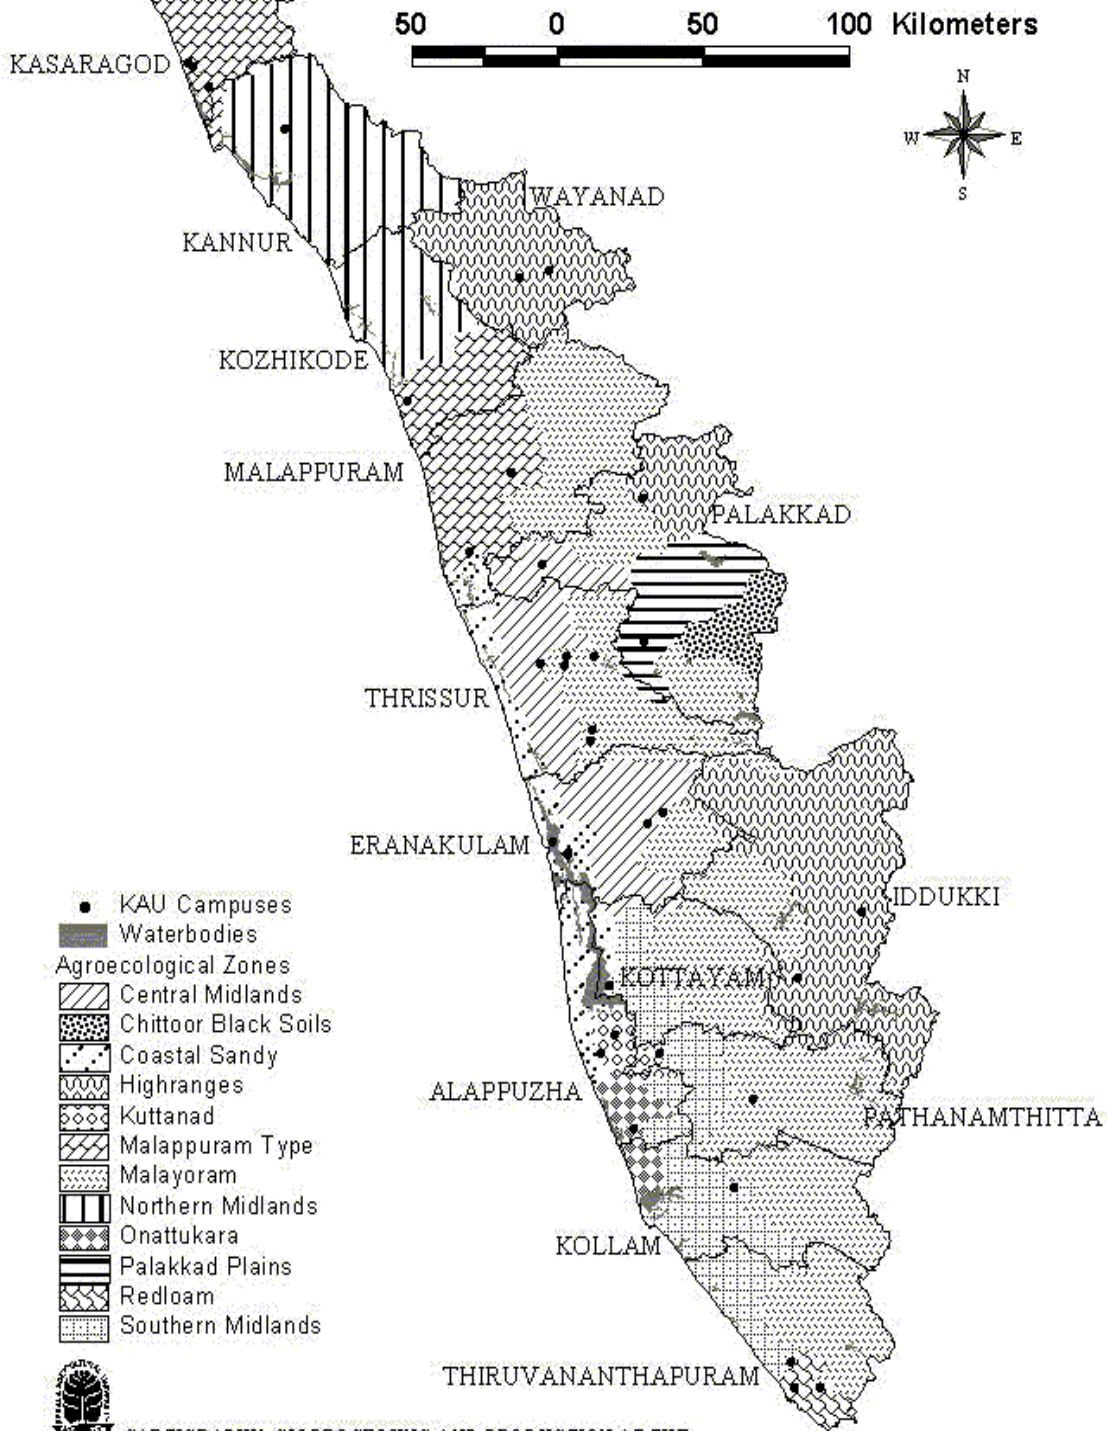 50 0 50 100 Kilometers
KASARAGOD
N
W E
S
WAYANAD
KANNUR
KOZHIKODE
MALAPPURAM
PALAKKAD
THRISSUR
ERANAKULAM
IDDUKKI
KOTTAYAM
ALAPPUZHA
PATHANAMTHITTA
KOLLAM
THIRUVANANTHAPURAM
KAU Campuses
Waterbodies
Agroecological Zones
Central Midlands
Chittoor Black Soils
Coastal Sandy
Highranges
Kuttanad
Malappuram Type
Malayoram
Northern Midlands
Onattukara
Palakkad Plains
Redloam
Southern Midlands